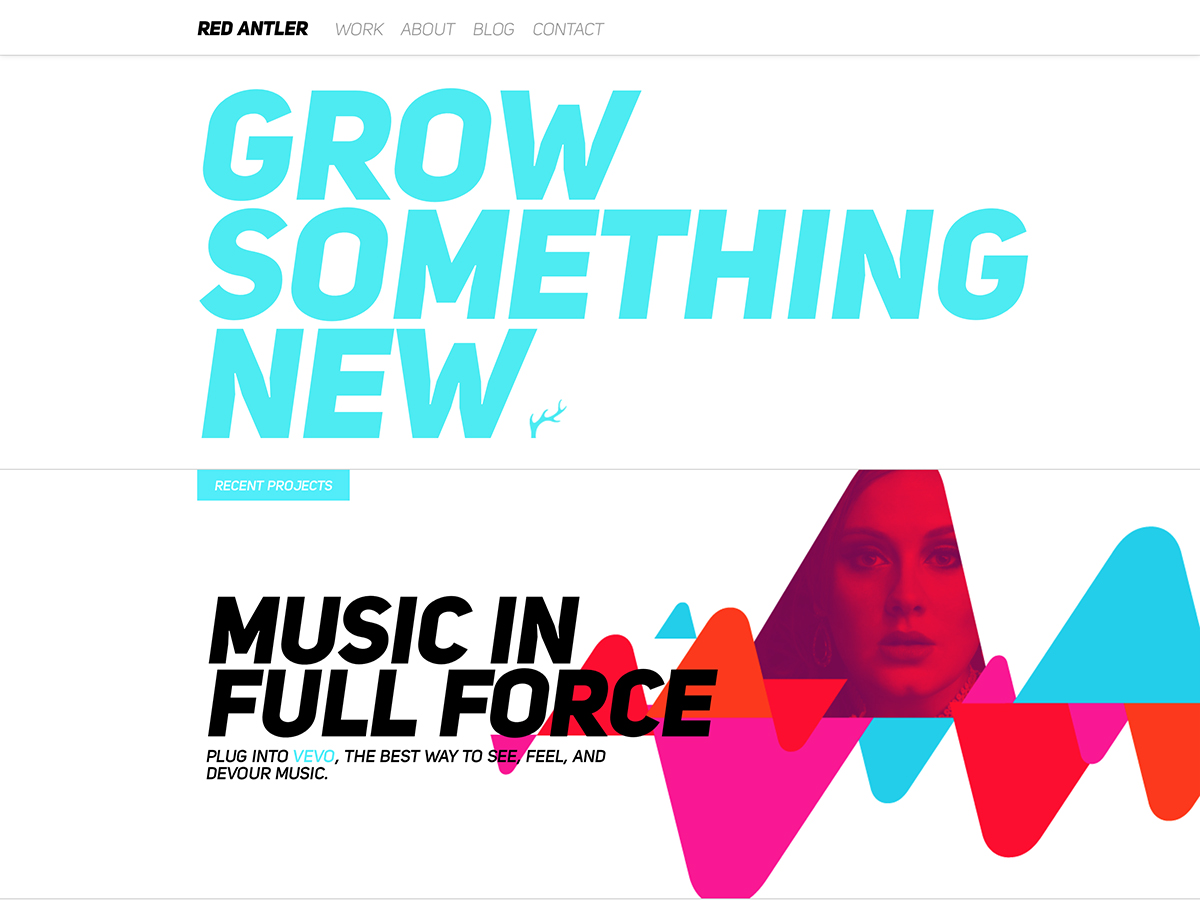 RED ANTLER WORK ABOUT BLOG CONTACT
GROW
SOMETHING
NEW
RECENT PROJECTS
MUSIC IN
FULL FORCE
PLUG INTO VEVO, THE BEST WAY TO SEE, FEEL, AND
DEVOUR MUSIC.